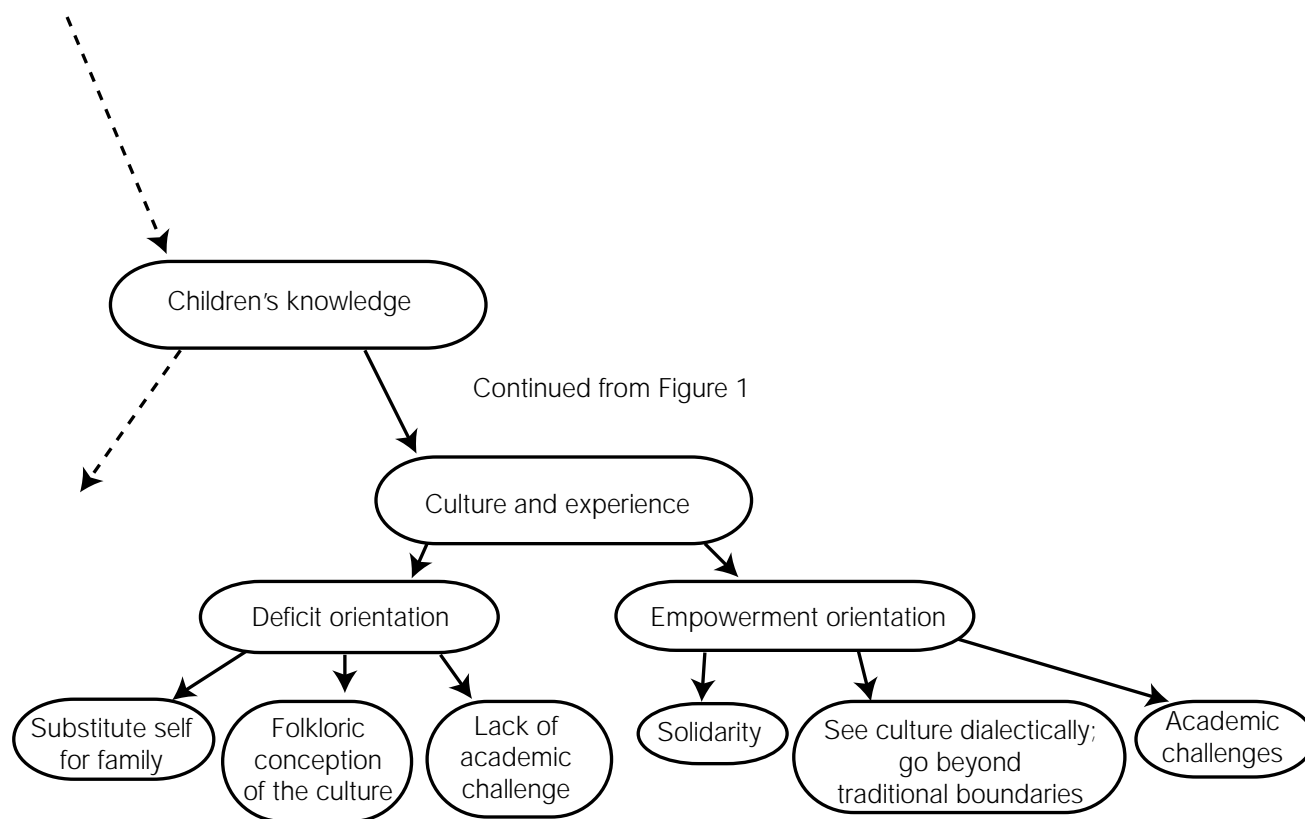 Children's knowledge
Continued from Figure 1
Culture and experience
Deficit orientation
Empowerment orientation
Substitute self
for family
Folkloric
conception
of the culture
Lack of
academic
challenge
Solidarity
See culture dialectically;
go beyond
traditional boundaries
Academic
challenges